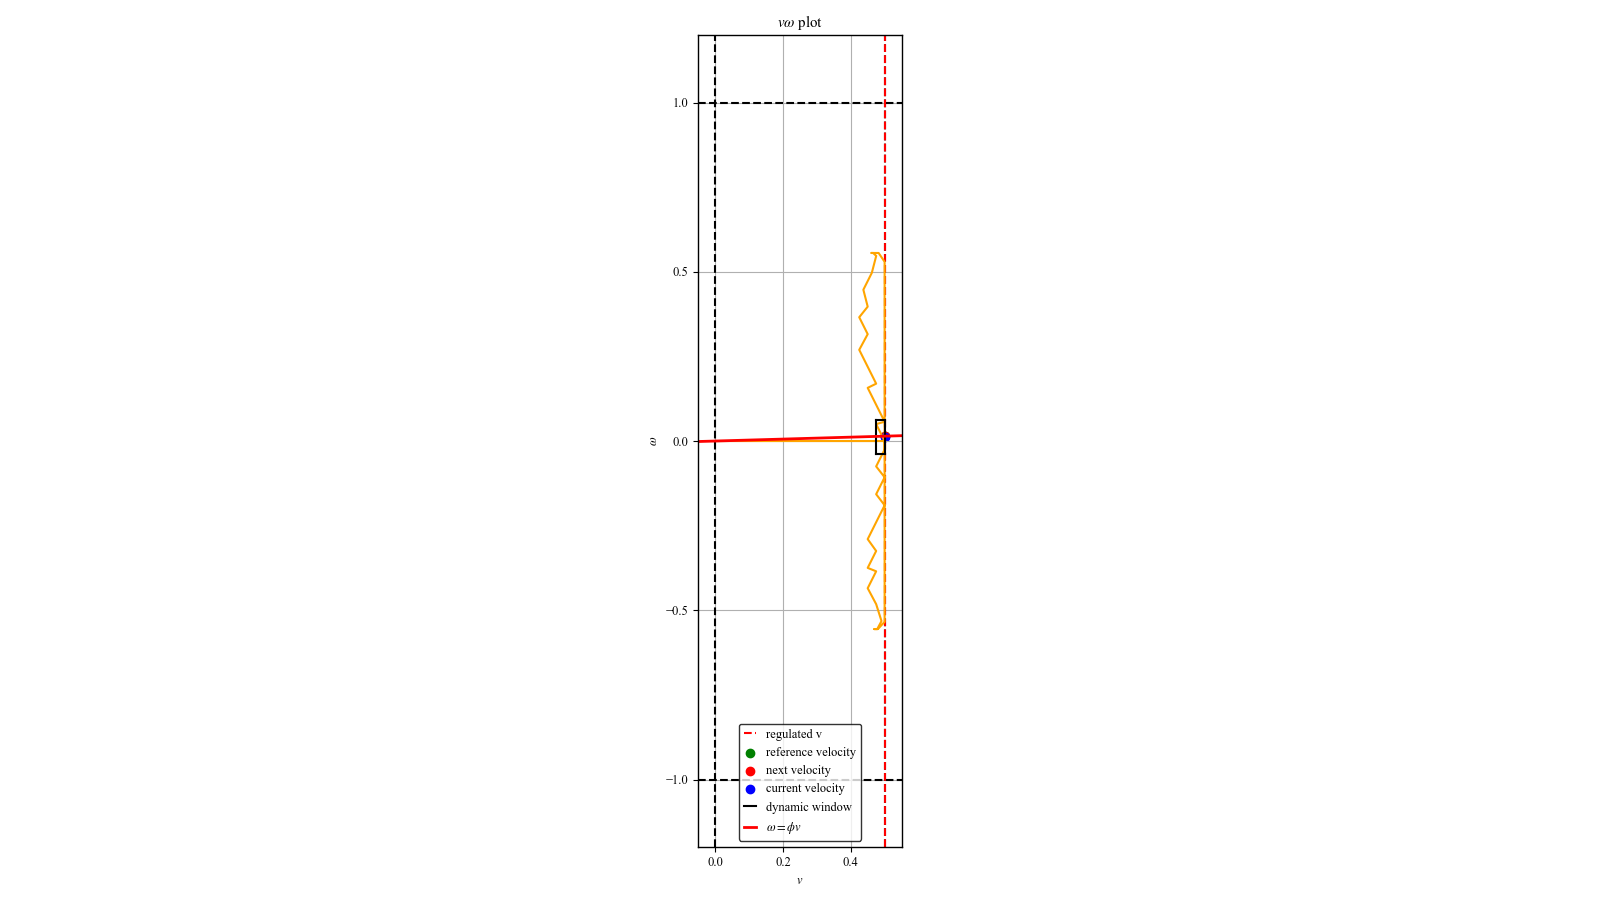 vω plot
1.0
0.5
0.0
−0.5
−1.0
ω
0.0 0.2 0.4
v
regulated v
reference velocity
next velocity
current velocity
dynamic window
ω = ϕv